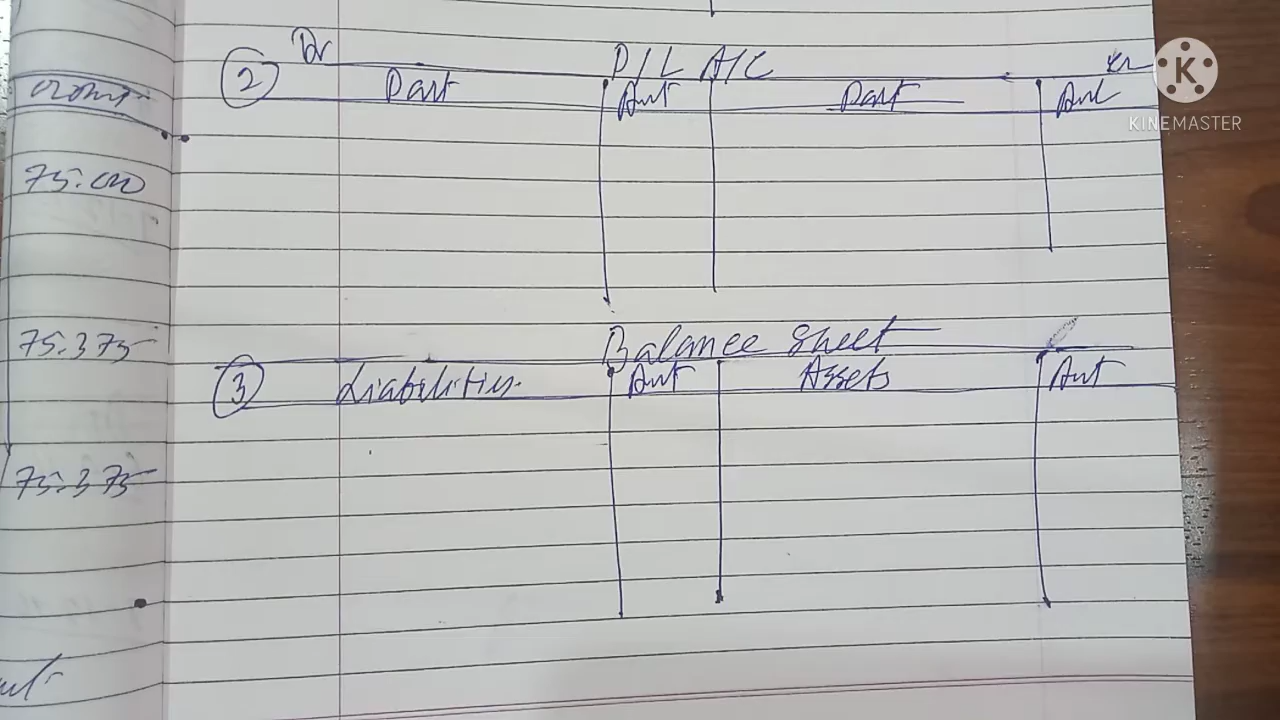 Dr P/L A/C Cr
② Part Amt Part Amt
75.000
75.375
Balance Sheet
③ Liabilities. Amt Assets Amt
75.375
KINEMASTER